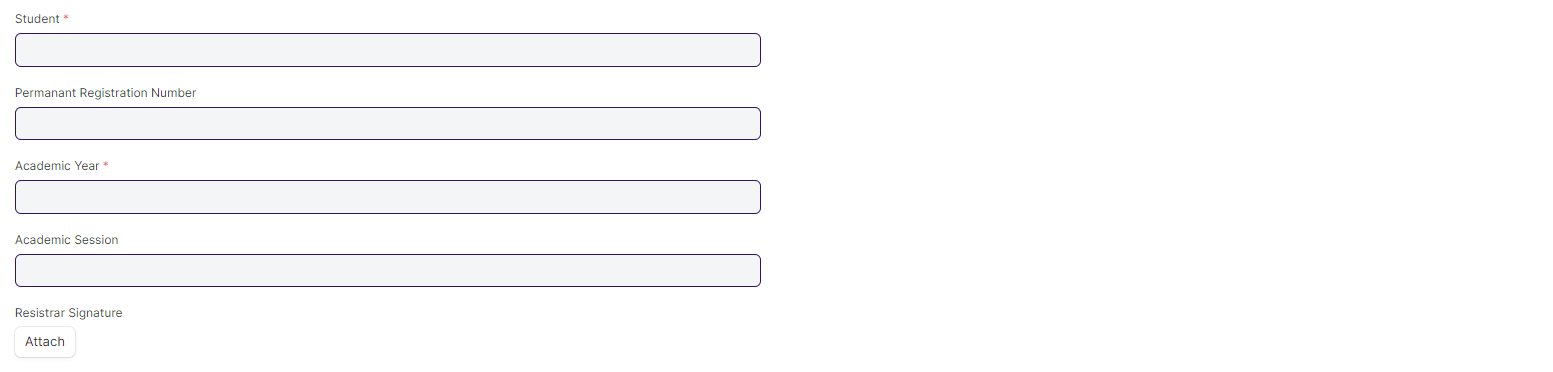 Student *
Permanant Registration Number
Academic Year *
Academic Session
Resistrar Signature
Attach